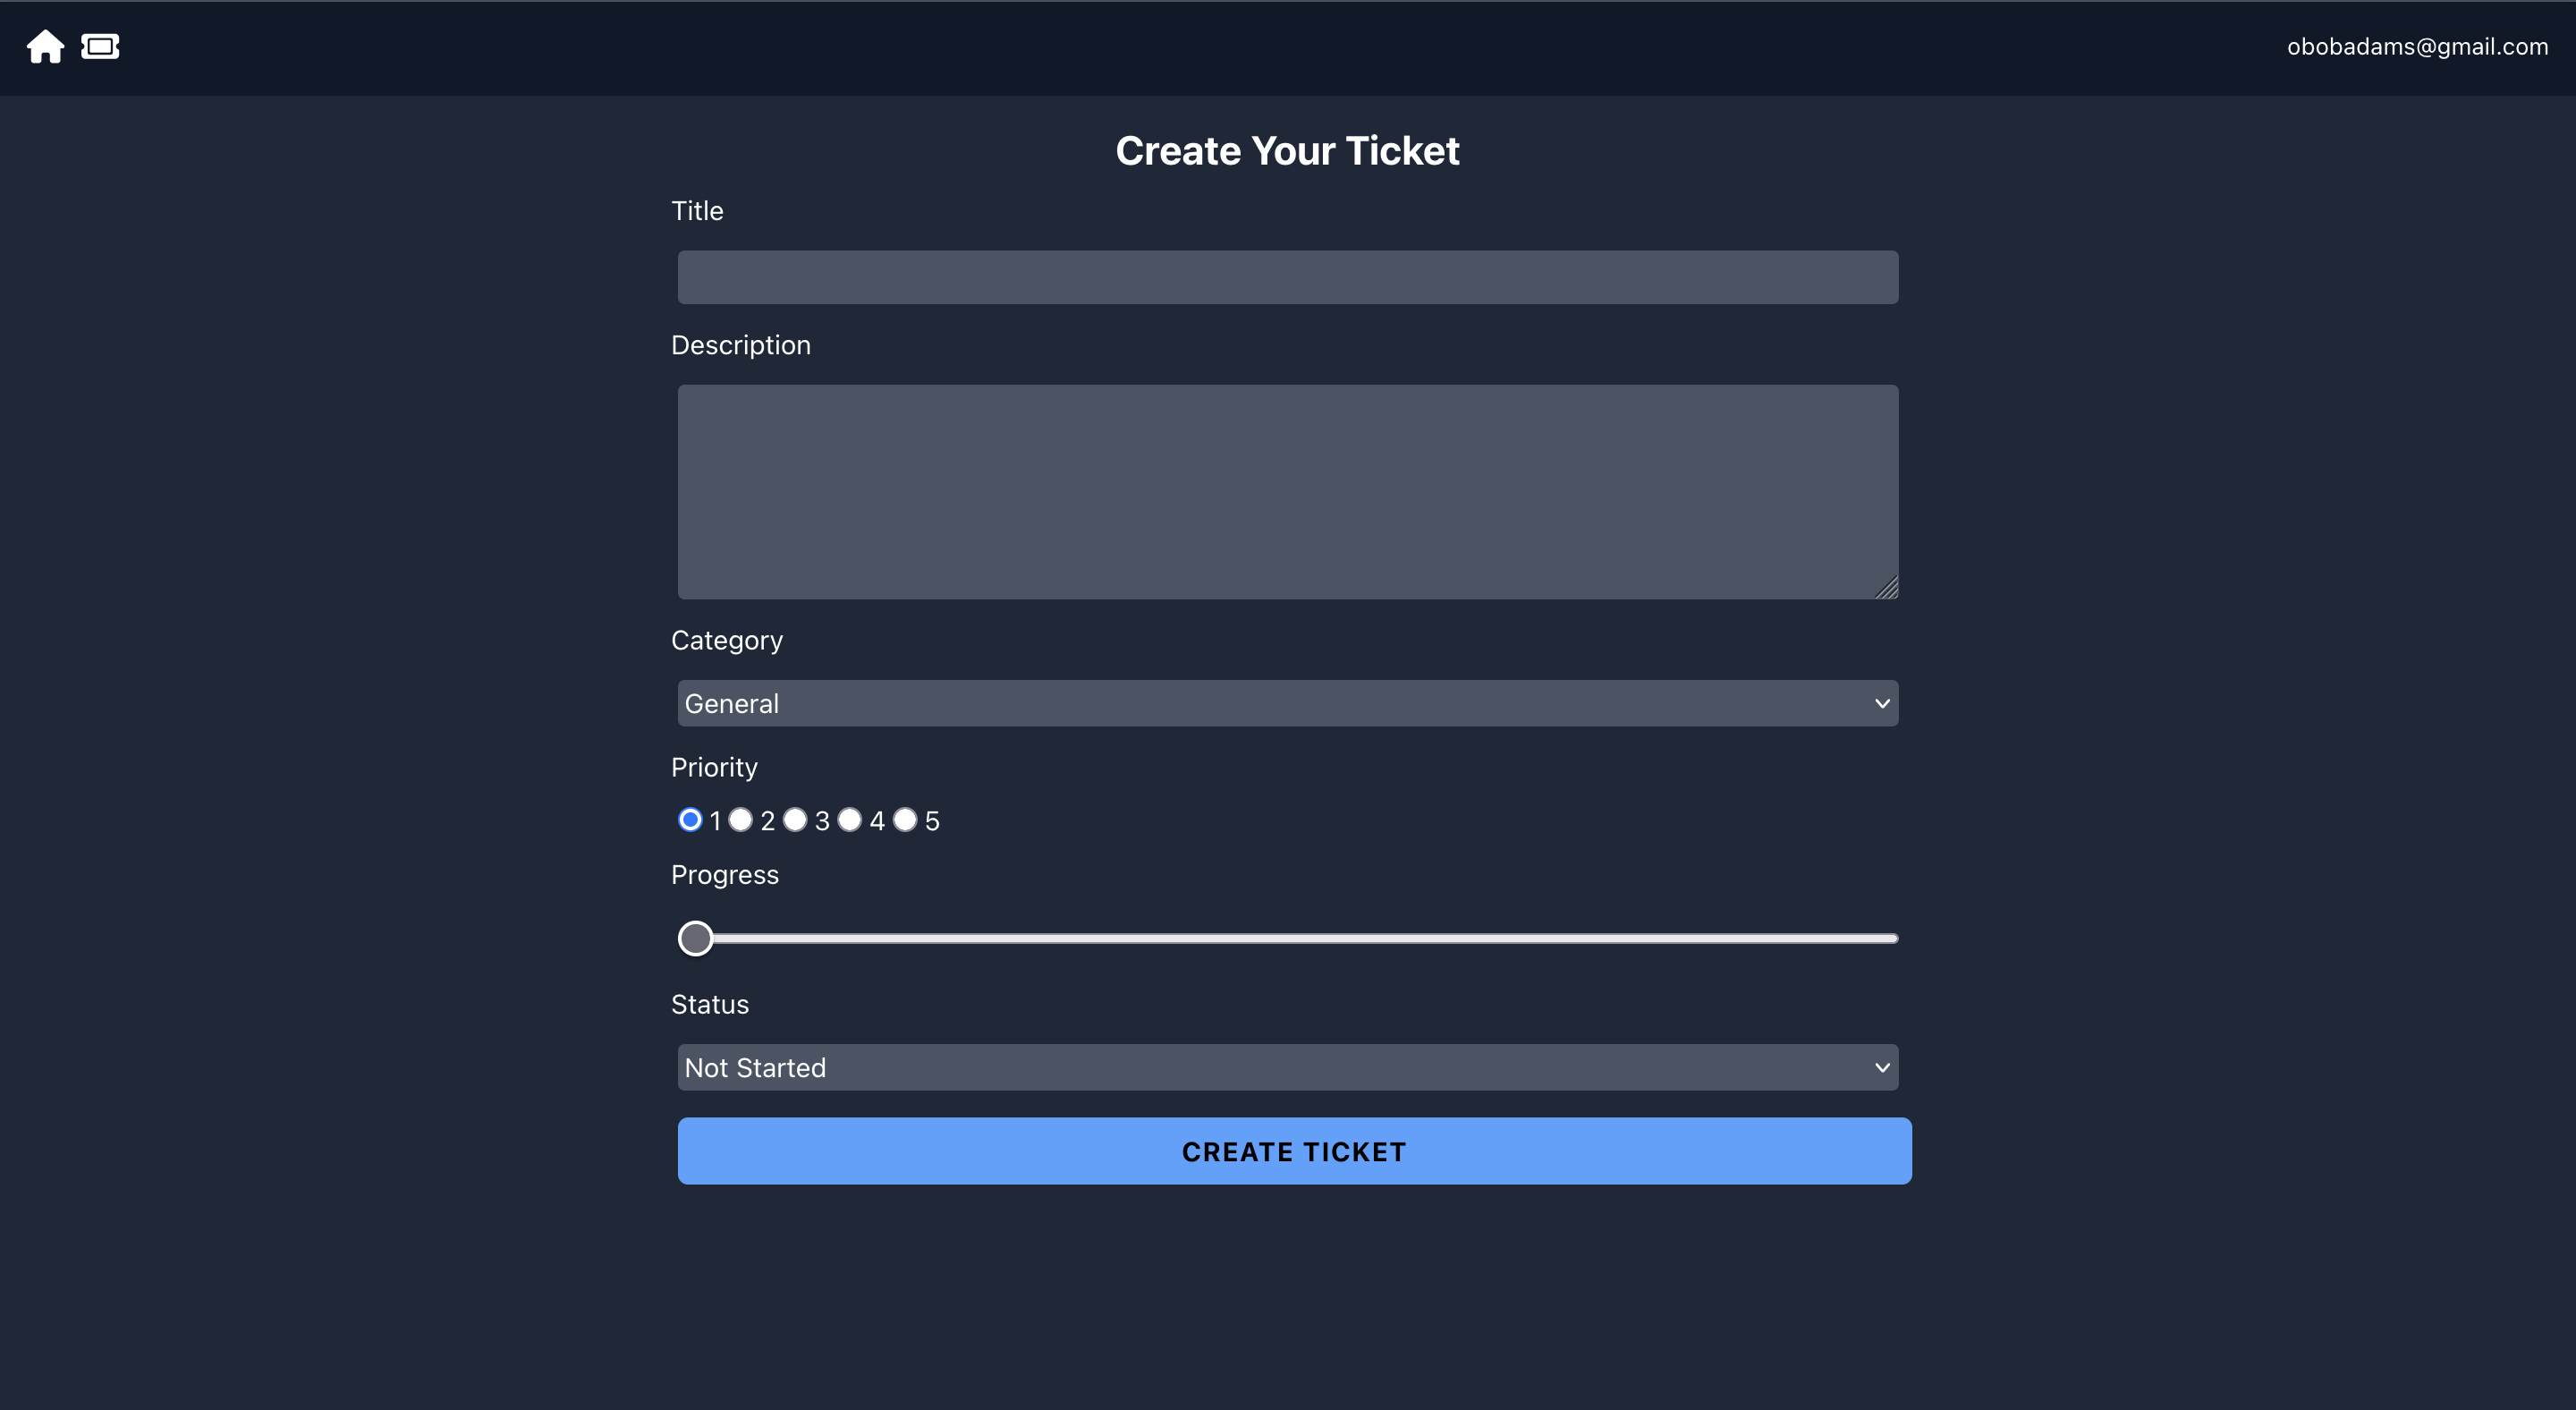 obobadams@gmail.com
Create Your Ticket
Title
Description
Category
General
Priority
1 2 3 4 5
Progress
Status
Not Started
CREATE TICKET